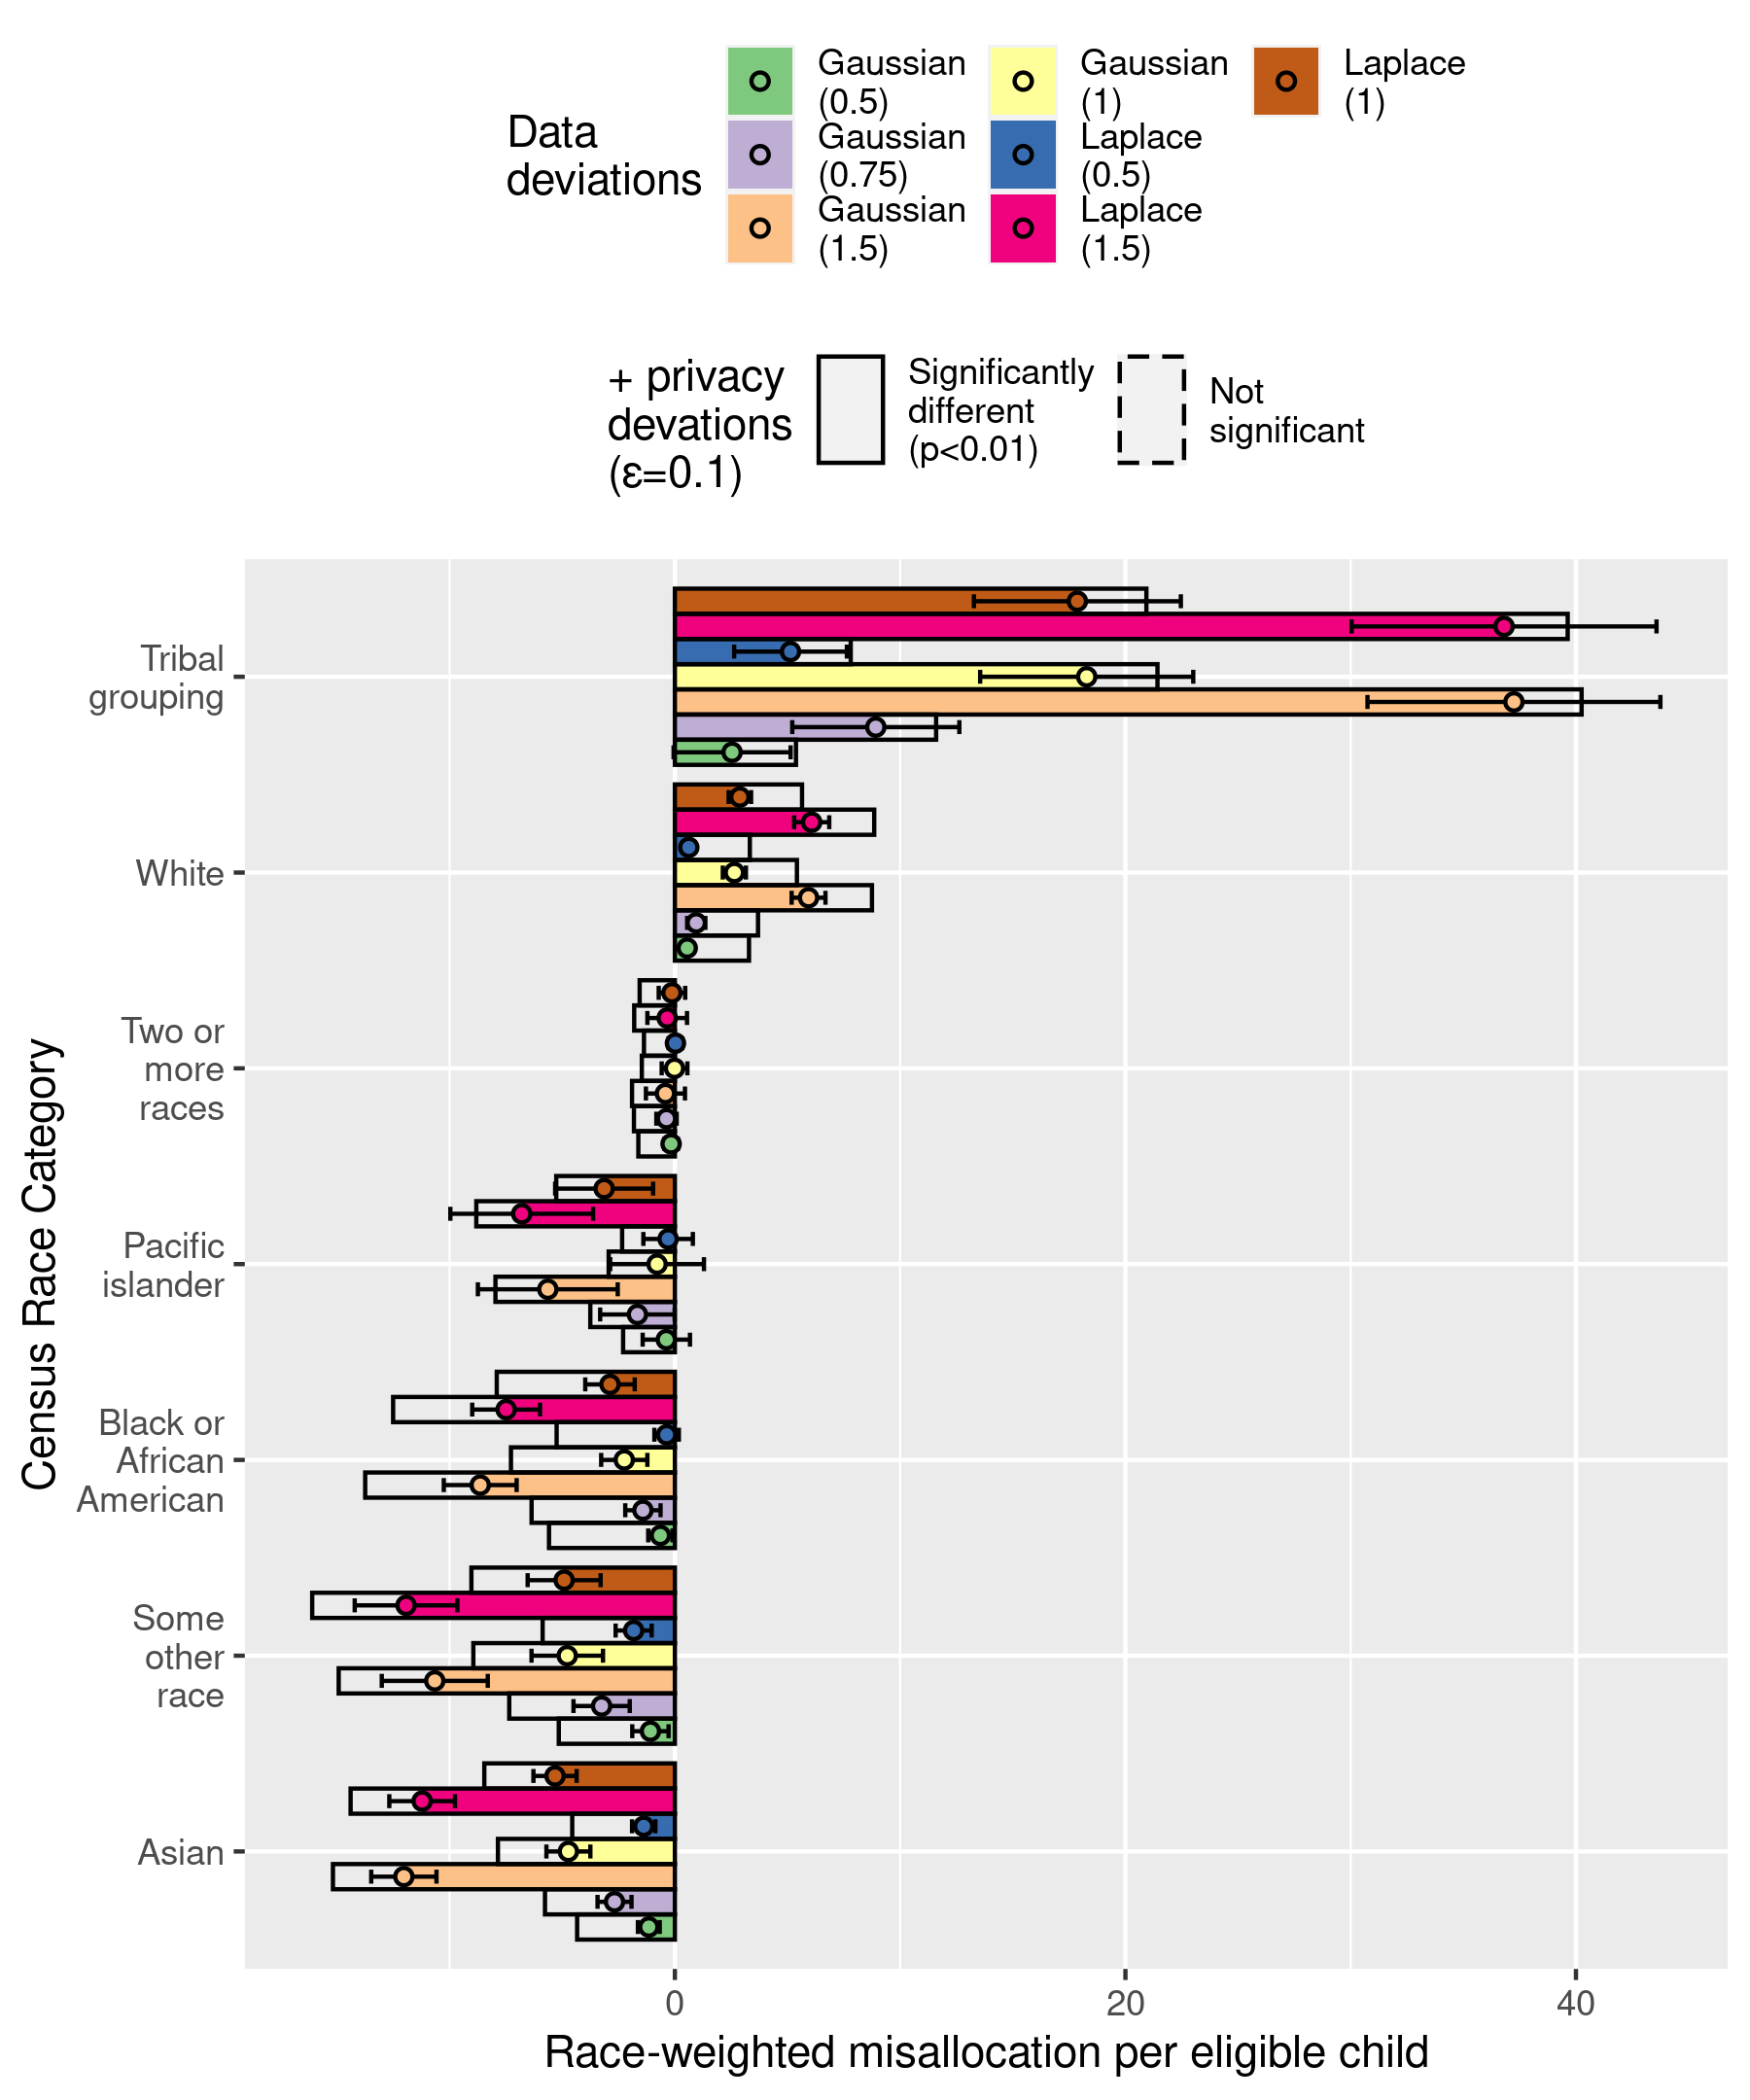 Data
deviations
Gaussian
(0.5)
Gaussian
(0.75)
Gaussian
(1.5)
Gaussian
(1)
Laplace
(0.5)
Laplace
(1.5)
Laplace
(1)
+ privacy
devations
(ε=0.1)
Significantly
different
(p<0.01)
Not
significant
Census Race Category
Tribal
grouping
White
Two or
more
races
Pacific
islander
Black or
African
American
Some
other
race
Asian
0
20
40
Race-weighted misallocation per eligible child